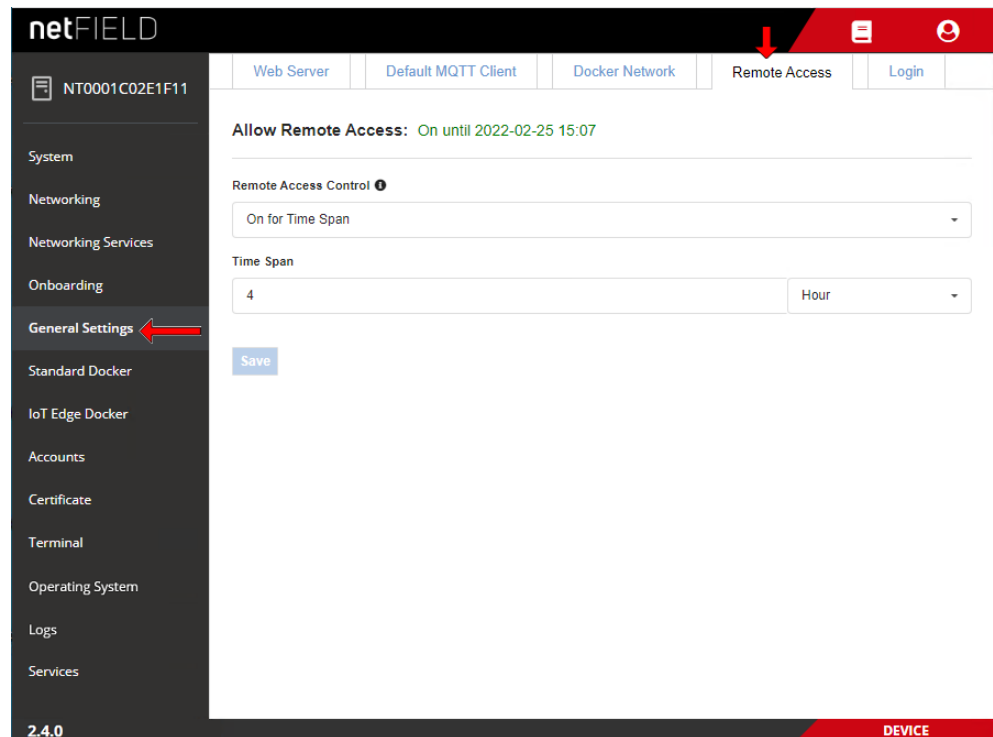 netFIELD
NT0001C02E1F11
System
Networking
Networking Services
Onboarding
General Settings
Standard Docker
IoT Edge Docker
Accounts
Certificate
Terminal
Operating System
Logs
Services
2.4.0
Web Server Default MQTT Client Docker Network Remote Access Login
Allow Remote Access: On until 2022-02-25 15:07
Remote Access Control
On for Time Span
Time Span
4 Hour
Save
DEVICE